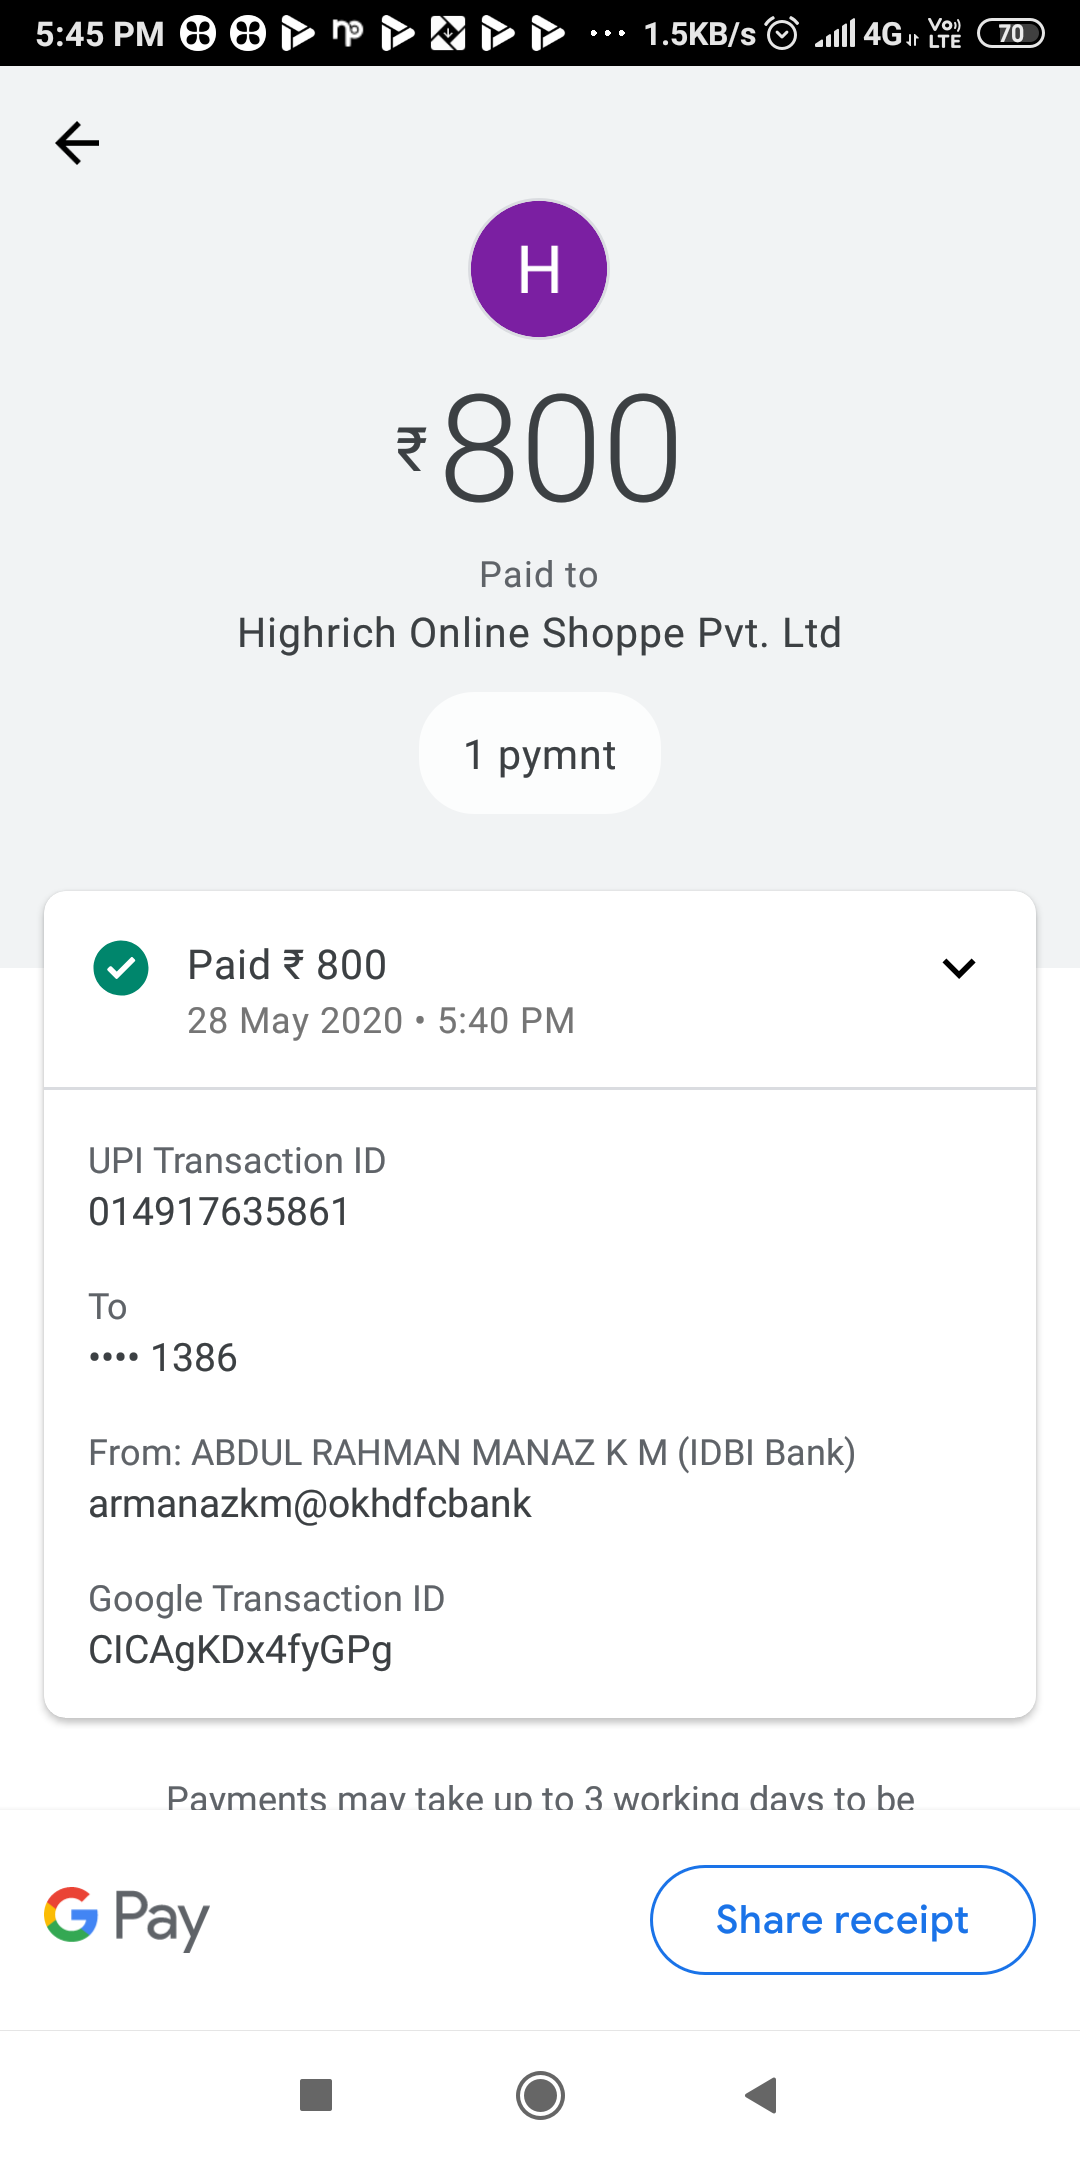 5:45 PM np ... 1.5KB/s 4G Vo)) LTE 70
H
₹800
Paid to
Highrich Online Shoppe Pvt. Ltd
1 pymnt
Paid ₹ 800
28 May 2020 • 5:40 PM
UPI Transaction ID
014917635861
To
•••• 1386
From: ABDUL RAHMAN MANAZ K M (IDBI Bank)
armanazkm@okhdfcbank
Google Transaction ID
CICAgKDx4fyGPg
Payments may take up to 3 working days to be
G Pay
Share receipt